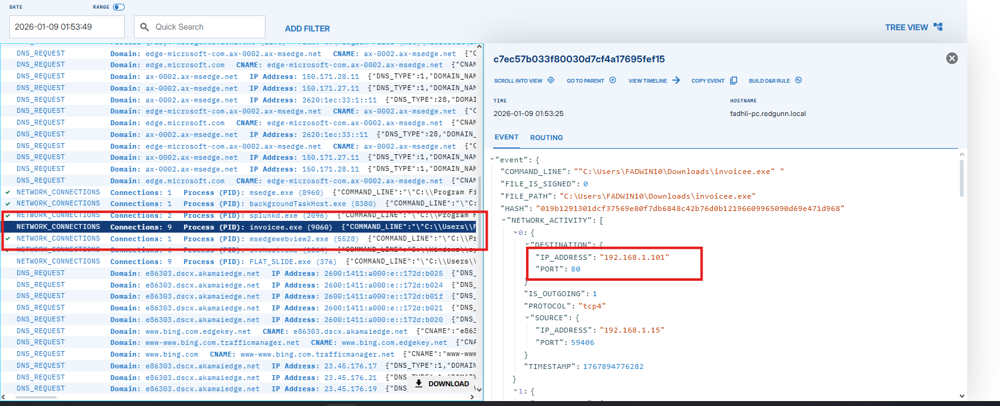 DATE RANGE
2026-01-09 01:53:49 Quick Search ADD FILTER TREE VIEW
DNS_REQUEST Domain: edge-microsoft-com.ax-0002.ax-msedge.net CNAME: ax-0002.ax-msedge.net {"C
DNS_REQUEST Domain: edge.microsoft.com CNAME: edge-microsoft-com.ax-0002.ax-msedge.net {"CNAM
DNS_REQUEST Domain: ax-0002.ax-msedge.net IP Address: 150.171.28.11 {"DNS_TYPE":1,"DOMAIN_NAM
DNS_REQUEST Domain: ax-0002.ax-msedge.net IP Address: 150.171.27.11 {"DNS_TYPE":1,"DOMAIN_NAM
DNS_REQUEST Domain: ax-0002.ax-msedge.net IP Address: 2620:1ec:33:1::11 {"DNS_TYPE":28,"DOMAI
DNS_REQUEST Domain: edge-microsoft-com.ax-0002.ax-msedge.net CNAME: ax-0002.ax-msedge.net {"C
DNS_REQUEST Domain: edge.microsoft.com CNAME: edge-microsoft-com.ax-0002.ax-msedge.net {"CNAM
DNS_REQUEST Domain: ax-0002.ax-msedge.net IP Address: 2620:1ec:33::11 {"DNS_TYPE":28,"DOMAIN_
DNS_REQUEST Domain: edge-microsoft-com.ax-0002.ax-msedge.net CNAME: ax-0002.ax-msedge.net {"C
DNS_REQUEST Domain: ax-0002.ax-msedge.net IP Address: 150.171.27.11 {"DNS_TYPE":1,"DOMAIN_NAM
DNS_REQUEST Domain: ax-0002.ax-msedge.net IP Address: 150.171.28.11 {"DNS_TYPE":1,"DOMAIN_NAM
DNS_REQUEST Domain: edge.microsoft.com CNAME: edge-microsoft-com.ax-0002.ax-msedge.net {"CNAM
NETWORK_CONNECTIONS Connections: 1 Process (PID): msedge.exe (8960) {"COMMAND_LINE":"\"C:\\Program Fi
NETWORK_CONNECTIONS Connections: 1 Process (PID): backgroundTaskHost.exe (8380) {"COMMAND_LINE":"\"C:
NETWORK_CONNECTIONS Connections: 2 Process (PID): splunkd.exe (2096) {"COMMAND_LINE":"\"C:\\Program F
NETWORK_CONNECTIONS Connections: 9 Process (PID): invoicee.exe (9060) {"COMMAND_LINE":"\"C:\\Users\\F
NETWORK_CONNECTIONS Connections: 1 Process (PID): msedgewebview2.exe (5528) {"COMMAND_LINE":"\"C:\\Pr
NETWORK_CONNECTIONS Connections: Process (PID): svchost.exe
NETWORK_CONNECTIONS Connections: 9 Process (PID): FLAT_SLIDE.exe (376) {"COMMAND_LINE":"\"C:\\Users\\
DNS_REQUEST Domain: e86303.dscx.akamaiedge.net IP Address: 2600:1411:a000:e::172d:b025 {"DNS_
DNS_REQUEST Domain: e86303.dscx.akamaiedge.net IP Address: 2600:1411:a000:e::172d:b024 {"DNS_
DNS_REQUEST Domain: e86303.dscx.akamaiedge.net IP Address: 2600:1411:a000:e::172d:b01f {"DNS_
DNS_REQUEST Domain: e86303.dscx.akamaiedge.net IP Address: 2600:1411:a000:e::172d:b021 {"DNS_
DNS_REQUEST Domain: e86303.dscx.akamaiedge.net IP Address: 2600:1411:a000:e::172d:b020 {"DNS_
DNS_REQUEST Domain: www.bing.com.edgekey.net CNAME: e86303.dscx.akamaiedge.net {"CNAME":"e863
DNS_REQUEST Domain: www-www.bing.com.trafficmanager.net CNAME: www.bing.com.edgekey.net {"CNA
DNS_REQUEST Domain: www.bing.com CNAME: www-www.bing.com.trafficmanager.net {"CNAME":"www-www
DNS_REQUEST Domain: e86303.dscx.akamaiedge.net IP Address: 23.45.176.17 {"DNS_TYPE":1,"DOMAIN
DNS_REQUEST Domain: e86303.dscx.akamaiedge.net IP Address: 23.45.176.21
DNS_REQUEST Domain: e86303.dscx.akamaiedge.net IP Address: 23.45.176.19 {"DNS_
DOWNLOAD
c7ec57b033f80030d7cf4a17695fef15
SCROLL INTO VIEW GO TO PARENT VIEW TIMELINE COPY EVENT BUILD D&R RULE
TIME HOSTNAME
2026-01-09 01:53:25 fadhli-pc.redgunn.local
EVENT ROUTING
"event": {
"COMMAND_LINE": ""C:\Users\FADWIN10\Downloads\invoicee.exe" "
"FILE_IS_SIGNED": 0
"FILE_PATH": "C:\Users\FADWIN10\Downloads\invoicee.exe"
"HASH": "019b1291301dcf37569e80f7db6848c42b76d0b12196609965090d69e471d968"
"NETWORK_ACTIVITY": [
0: {
"DESTINATION": {
"IP_ADDRESS": "192.168.1.101"
"PORT": 80
}
"IS_OUTGOING": 1
"PROTOCOL": "tcp4"
"SOURCE": {
"IP_ADDRESS": "192.168.1.15"
"PORT": 59406
}
"TIMESTAMP": 1767894776282
}
1: {